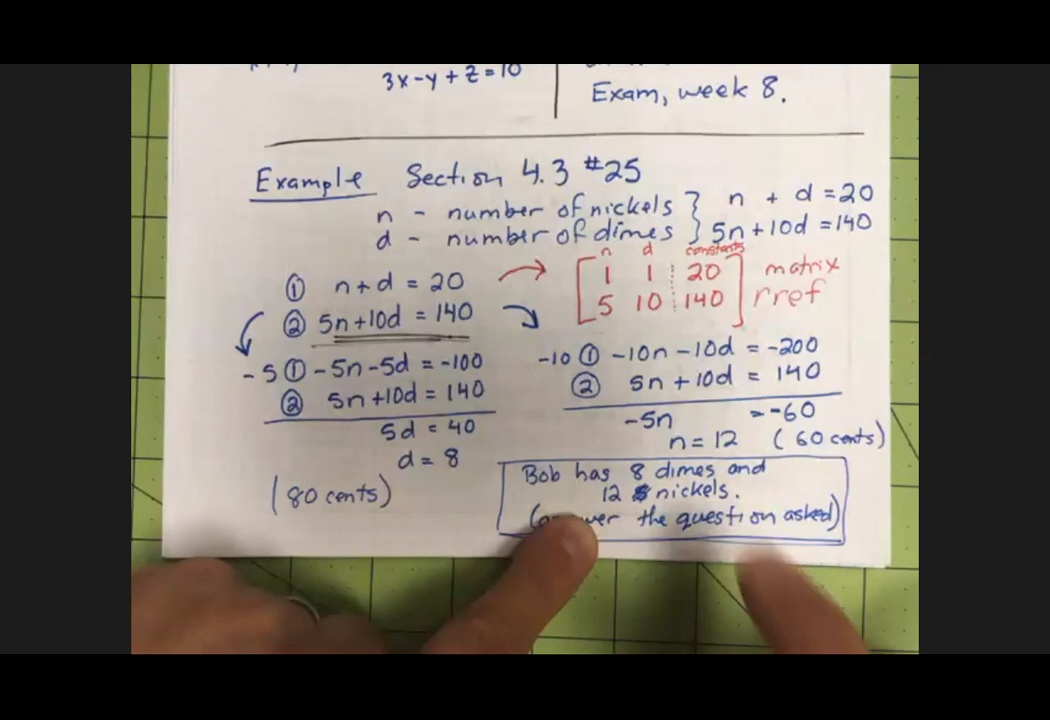 3x-y+z=10
Exam, week 8.
Example Section 4.3 #25
n - number of nickels } n + d = 20
d - number of dimes } 5n+10d = 140
n d constants
① n+d = 20
[ 1 1 20 ] matrix
② 5n+10d = 140
5 10 140 rref
-5 ① -5n-5d = -100
② 5n+10d = 140
5d = 40
d = 8
(80 cents)
-10 ① -10n-10d = -200
② 5n+10d = 140
-5n = -60
n = 12 (60 cents)
Bob has 8 dimes and
12 nickels.
the question asked)